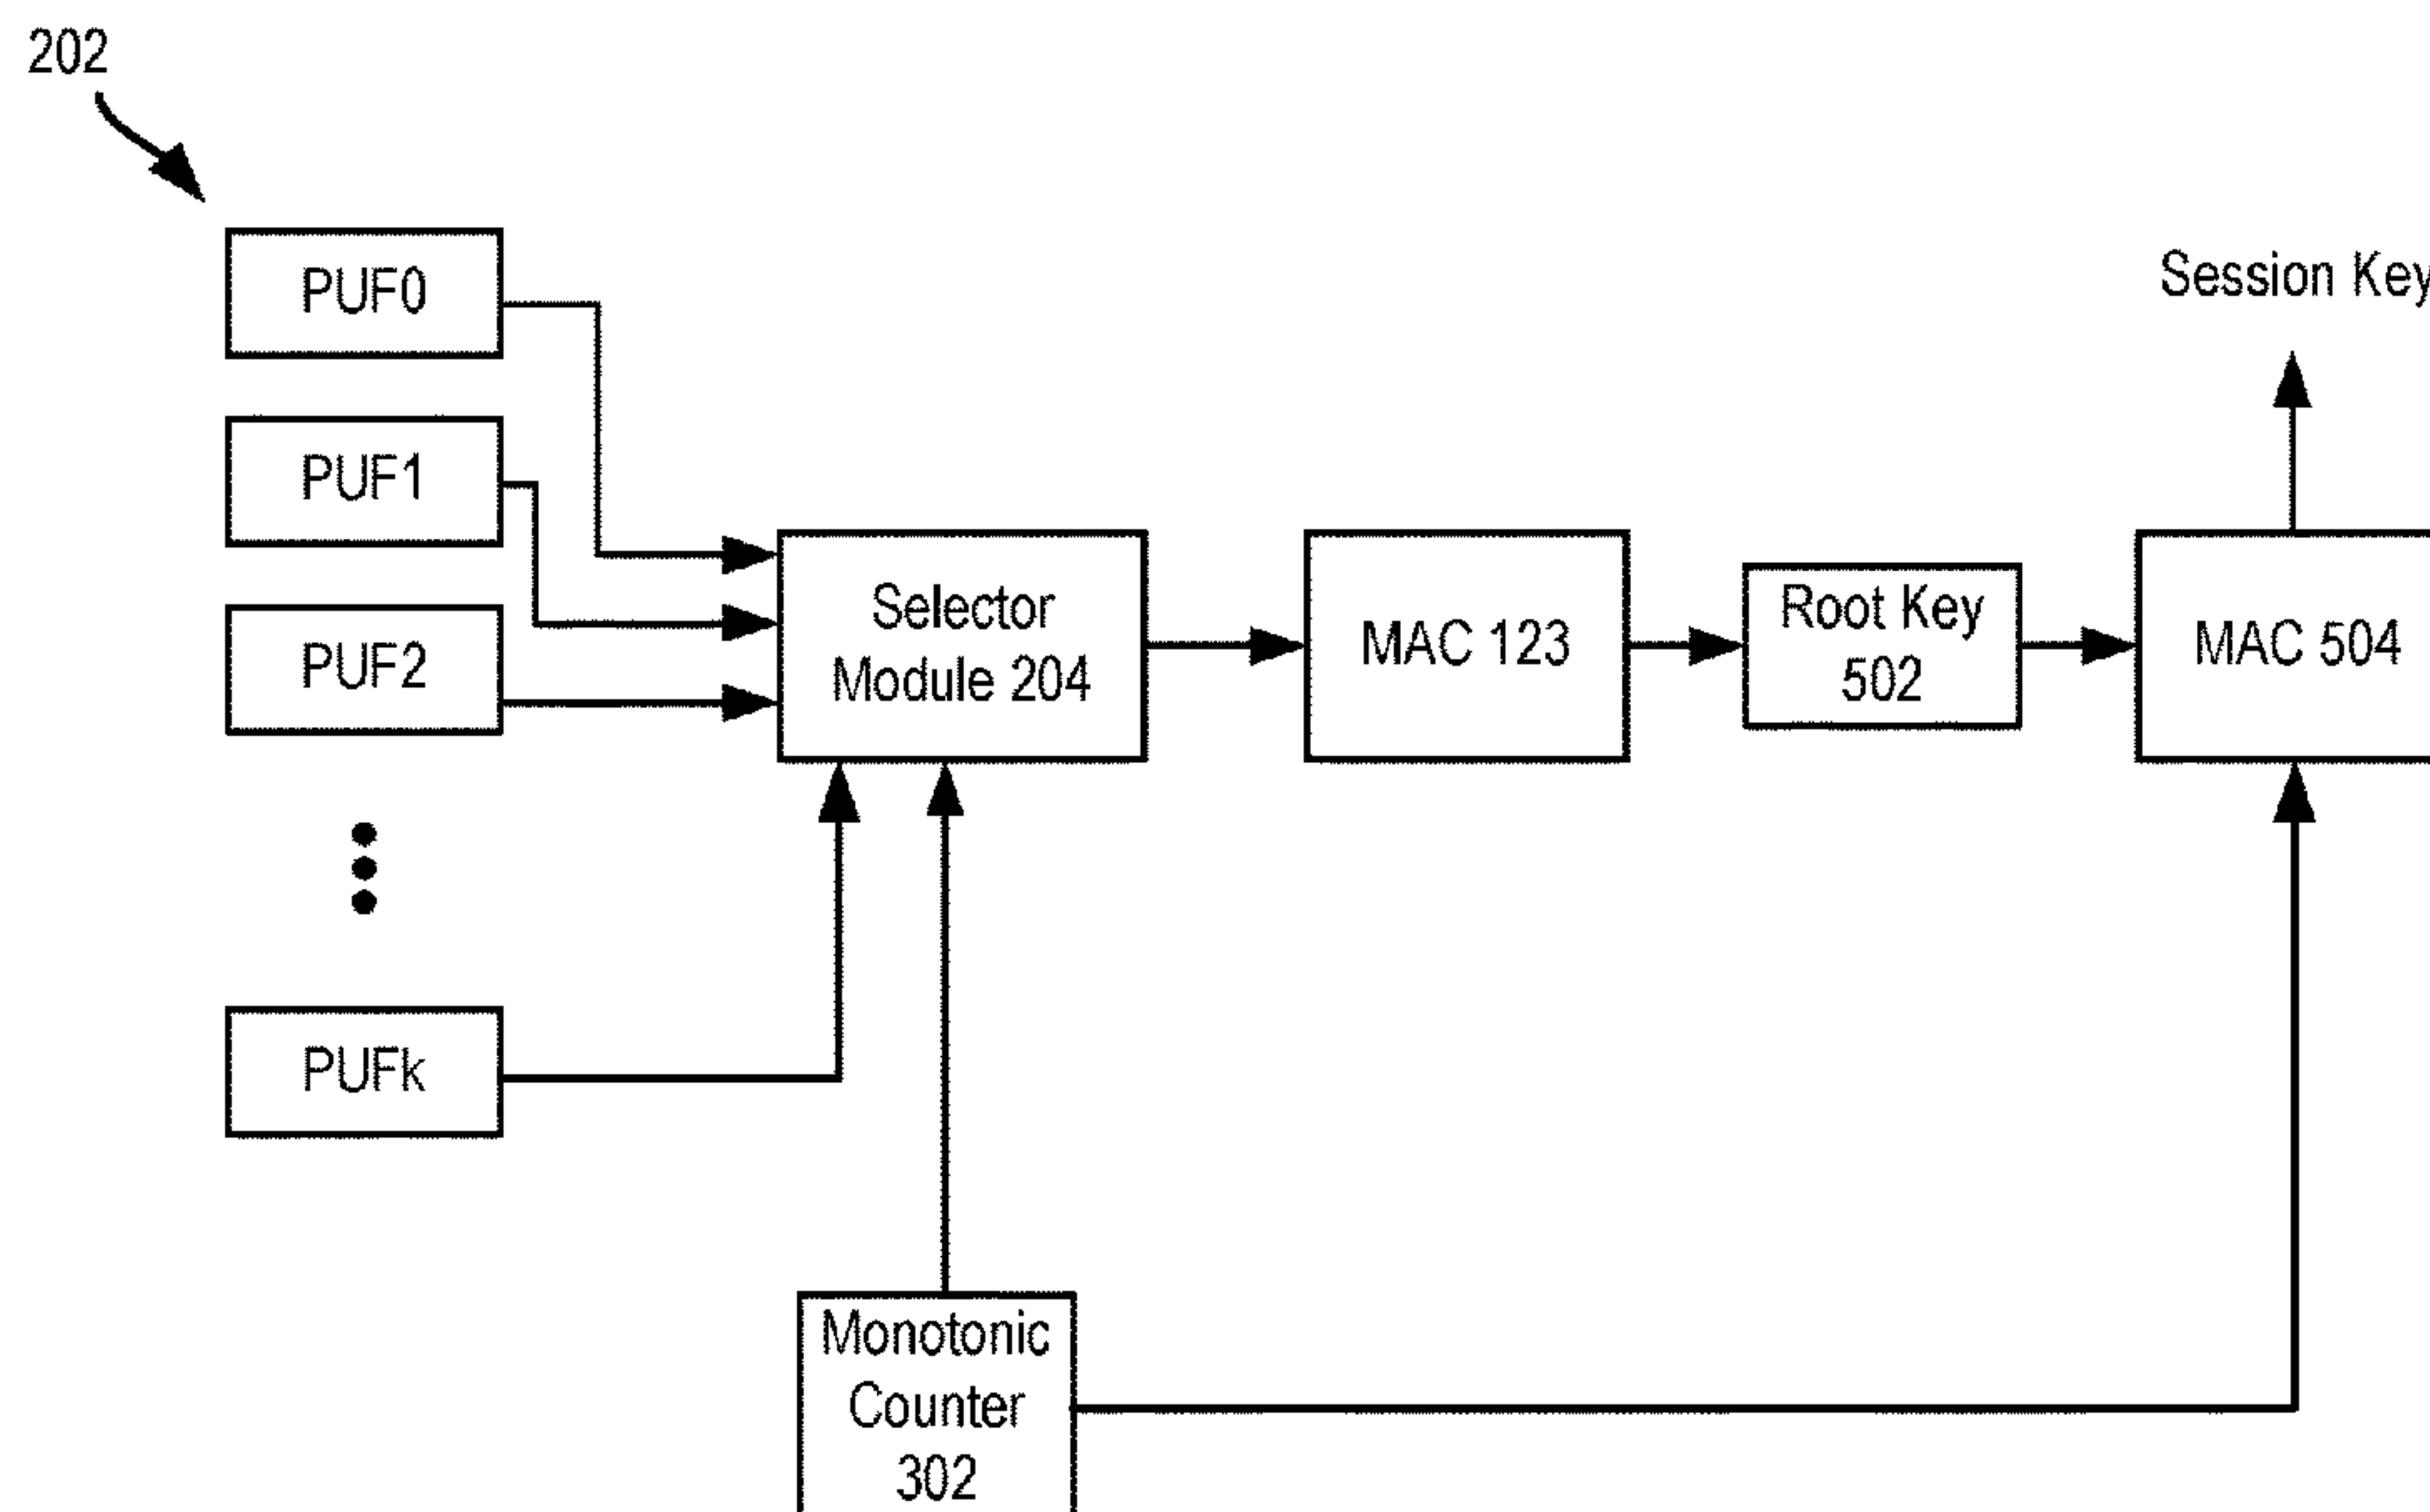 202
PUF0
PUF1
PUF2
PUFk
Selector
Module 204
MAC 123
Root Key
502
MAC 504
Session Key
Monotonic
Counter
302